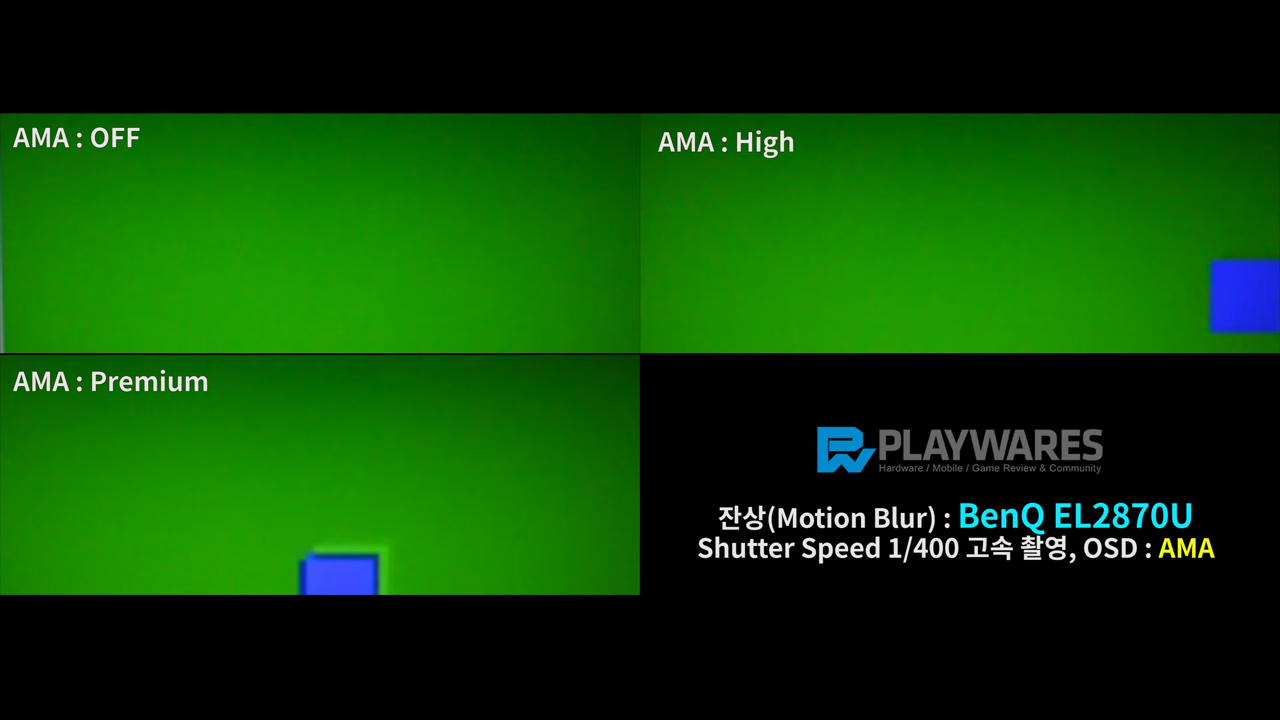 AMA : OFF
AMA : High
AMA : Premium
PLAYWARES
Hardware / Mobile / Game Review & Community
잔상(Motion Blur) : BenQ EL2870U
Shutter Speed 1/400 고속 촬영, OSD : AMA